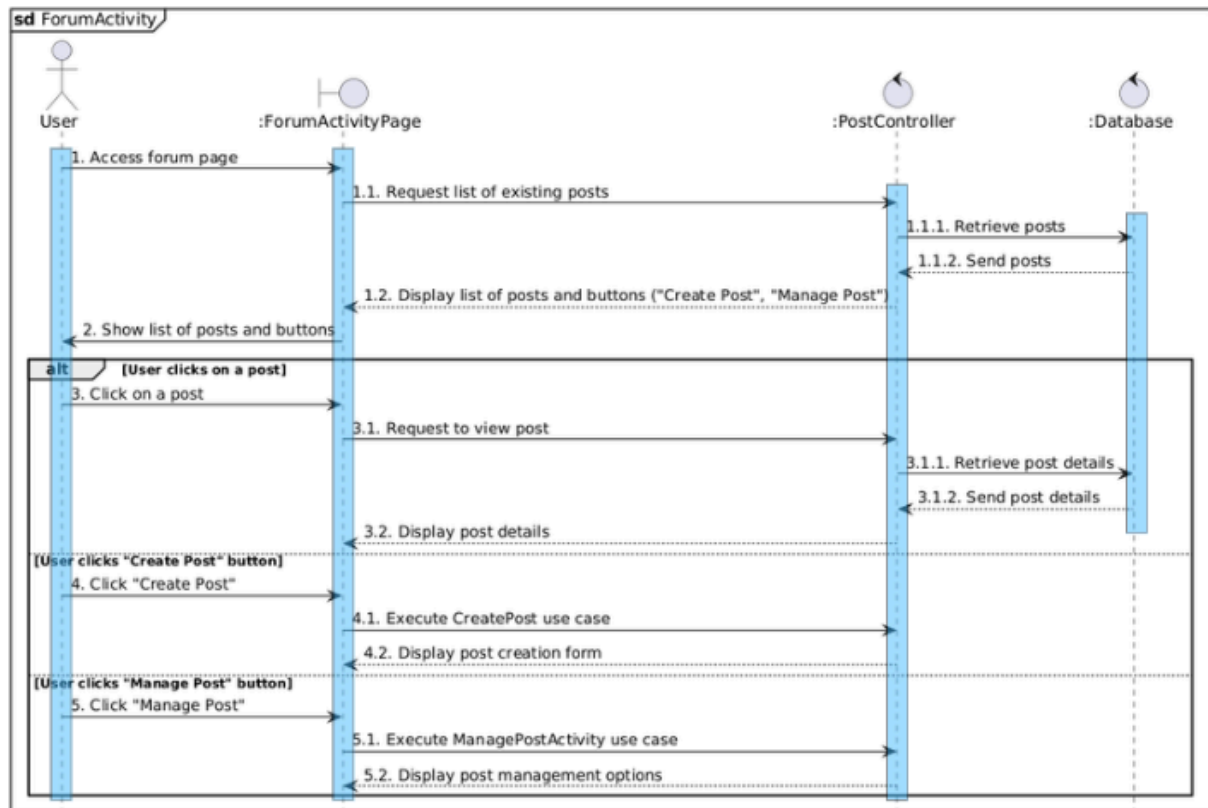 sd ForumActivity
User
:ForumActivityPage
:PostController
:Database
1. Access forum page
1.1. Request list of existing posts
1.1.1. Retrieve posts
1.1.2. Send posts
1.2. Display list of posts and buttons ("Create Post", "Manage Post")
2. Show list of posts and buttons
alt [User clicks on a post]
3. Click on a post
3.1. Request to view post
3.1.1. Retrieve post details
3.1.2. Send post details
3.2. Display post details
[User clicks "Create Post" button]
4. Click "Create Post"
4.1. Execute CreatePost use case
4.2. Display post creation form
[User clicks "Manage Post" button]
5. Click "Manage Post"
5.1. Execute ManagePostActivity use case
5.2. Display post management options